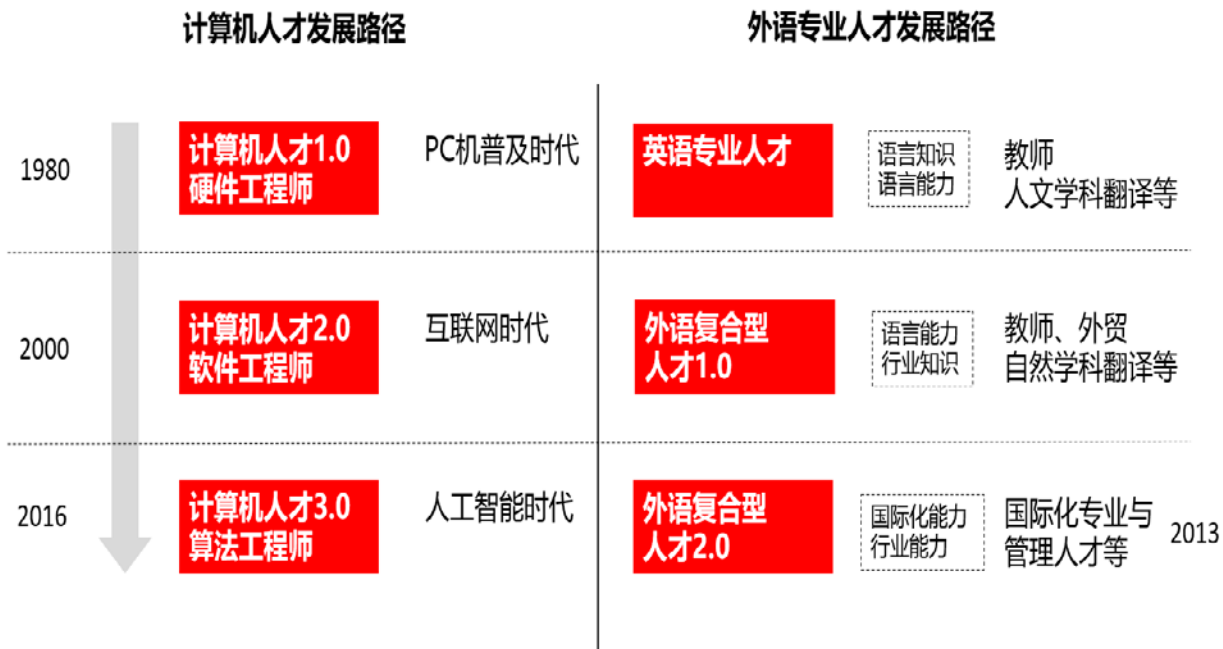 计算机人才发展路径
外语专业人才发展路径
1980
计算机人才1.0
硬件工程师
PC机普及时代
英语专业人才
语言知识
语言能力
教师
人文学科翻译等
2000
计算机人才2.0
软件工程师
互联网时代
外语复合型
人才1.0
语言能力
行业知识
教师、外贸
自然学科翻译等
2016
计算机人才3.0
算法工程师
人工智能时代
外语复合型
人才2.0
国际化能力
行业能力
国际化专业与
管理人才等
2013